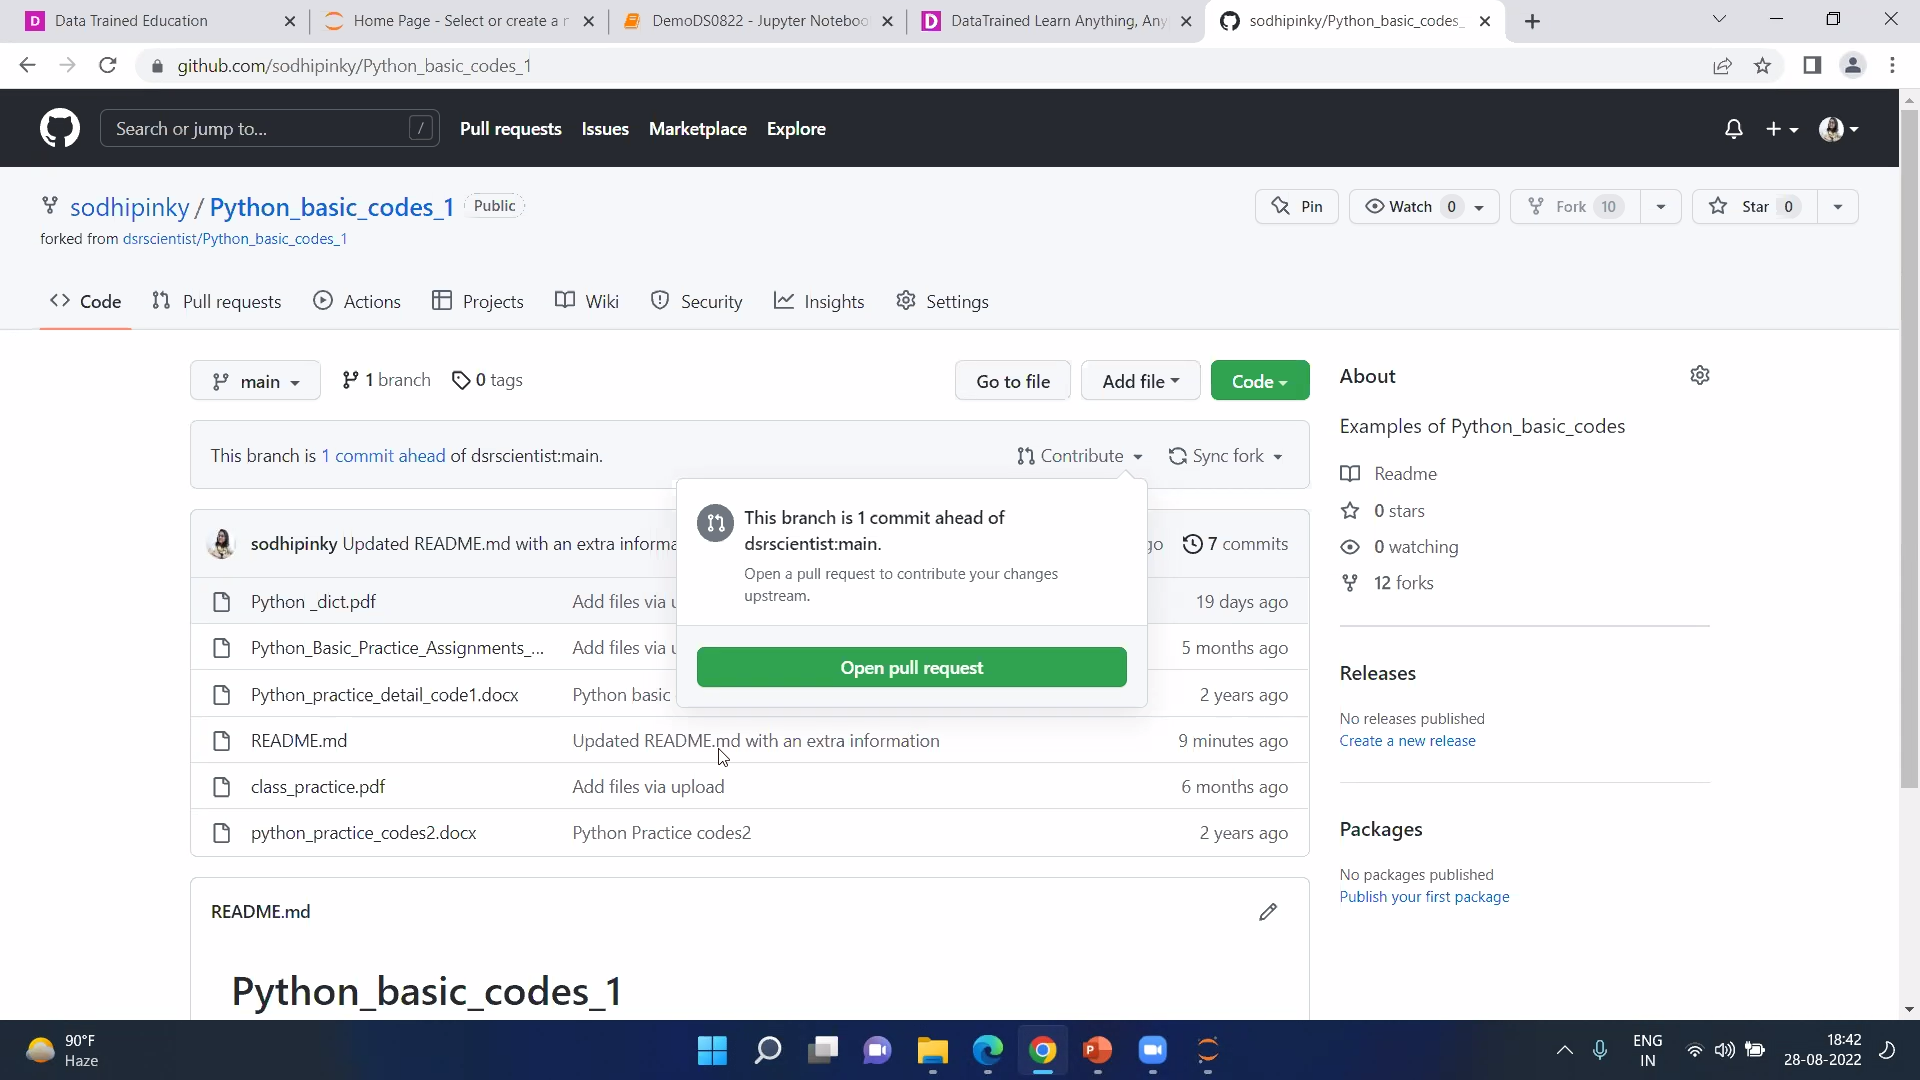 Data Trained Education
Home Page - Select or create a n
DemoDS0822 - Jupyter Noteboo
DataTrained Learn Anything, Any
sodhipinky/Python_basic_codes_
github.com/sodhipinky/Python_basic_codes_1
Search or jump to... /
Pull requests Issues Marketplace Explore
sodhipinky / Python_basic_codes_1 Public
Pin Watch 0 Fork 10 Star 0
forked from dsrscientist/Python_basic_codes_1
Code Pull requests Actions Projects Wiki Security Insights Settings
main 1 branch 0 tags Go to file Add file Code
This branch is 1 commit ahead of dsrscientist:main. Contribute Sync fork
This branch is 1 commit ahead of
dsrscientist:main.
Open a pull request to contribute your changes
upstream.
Open pull request
sodhipinky Updated README.md with an extra informa go 7 commits
Python _dict.pdf Add files via u 19 days ago
Python_Basic_Practice_Assignments_... Add files via u 5 months ago
Python_practice_detail_code1.docx Python basic 2 years ago
README.md Updated README.md with an extra information 9 minutes ago
class_practice.pdf Add files via upload 6 months ago
python_practice_codes2.docx Python Practice codes2 2 years ago
README.md
Python_basic_codes_1
About
Examples of Python_basic_codes
Readme
0 stars
0 watching
12 forks
Releases
No releases published
Create a new release
Packages
No packages published
Publish your first package
90°F
Haze
ENG
IN
18:42
28-08-2022